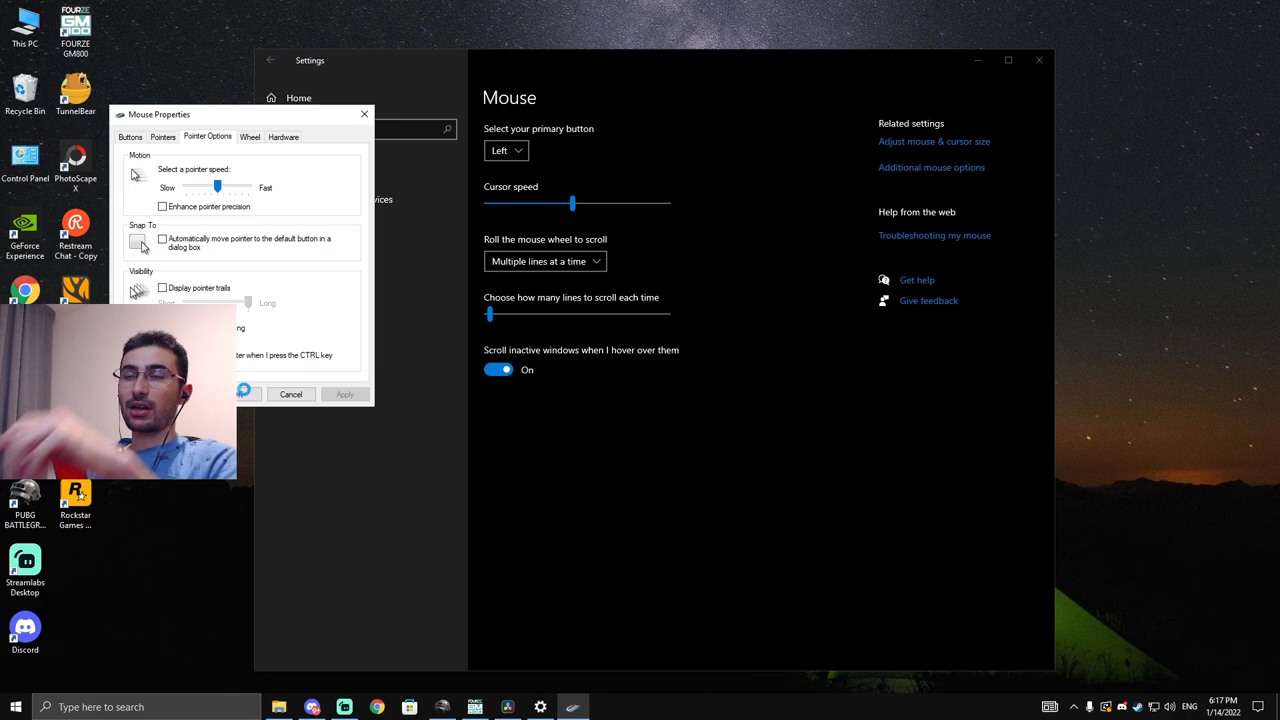 This PC
FOURZE
GM800
FOURZE
GM800
Recycle Bin
TunnelBear
Control Panel
PhotoScape
X
GeForce
Experience
Restream
Chat - Copy
PUBG
BATTLEGR...
Rockstar
Games ...
Streamlabs
Desktop
Discord
Settings
Home
vices
Mouse Properties
Buttons
Pointers
Pointer Options
Wheel
Hardware
Motion
Select a pointer speed:
Slow
Fast
Enhance pointer precision
Snap To
Automatically move pointer to the default button in a
dialog box
Visibility
Display pointer trails
Short
Long
ng
ter when I press the CTRL key
Cancel
Apply
Mouse
Select your primary button
Left
Cursor speed
Roll the mouse wheel to scroll
Multiple lines at a time
Choose how many lines to scroll each time
Scroll inactive windows when I hover over them
On
Related settings
Adjust mouse & cursor size
Additional mouse options
Help from the web
Troubleshooting my mouse
Get help
Give feedback
Type here to search
ENG
6:17 PM
1/14/2022